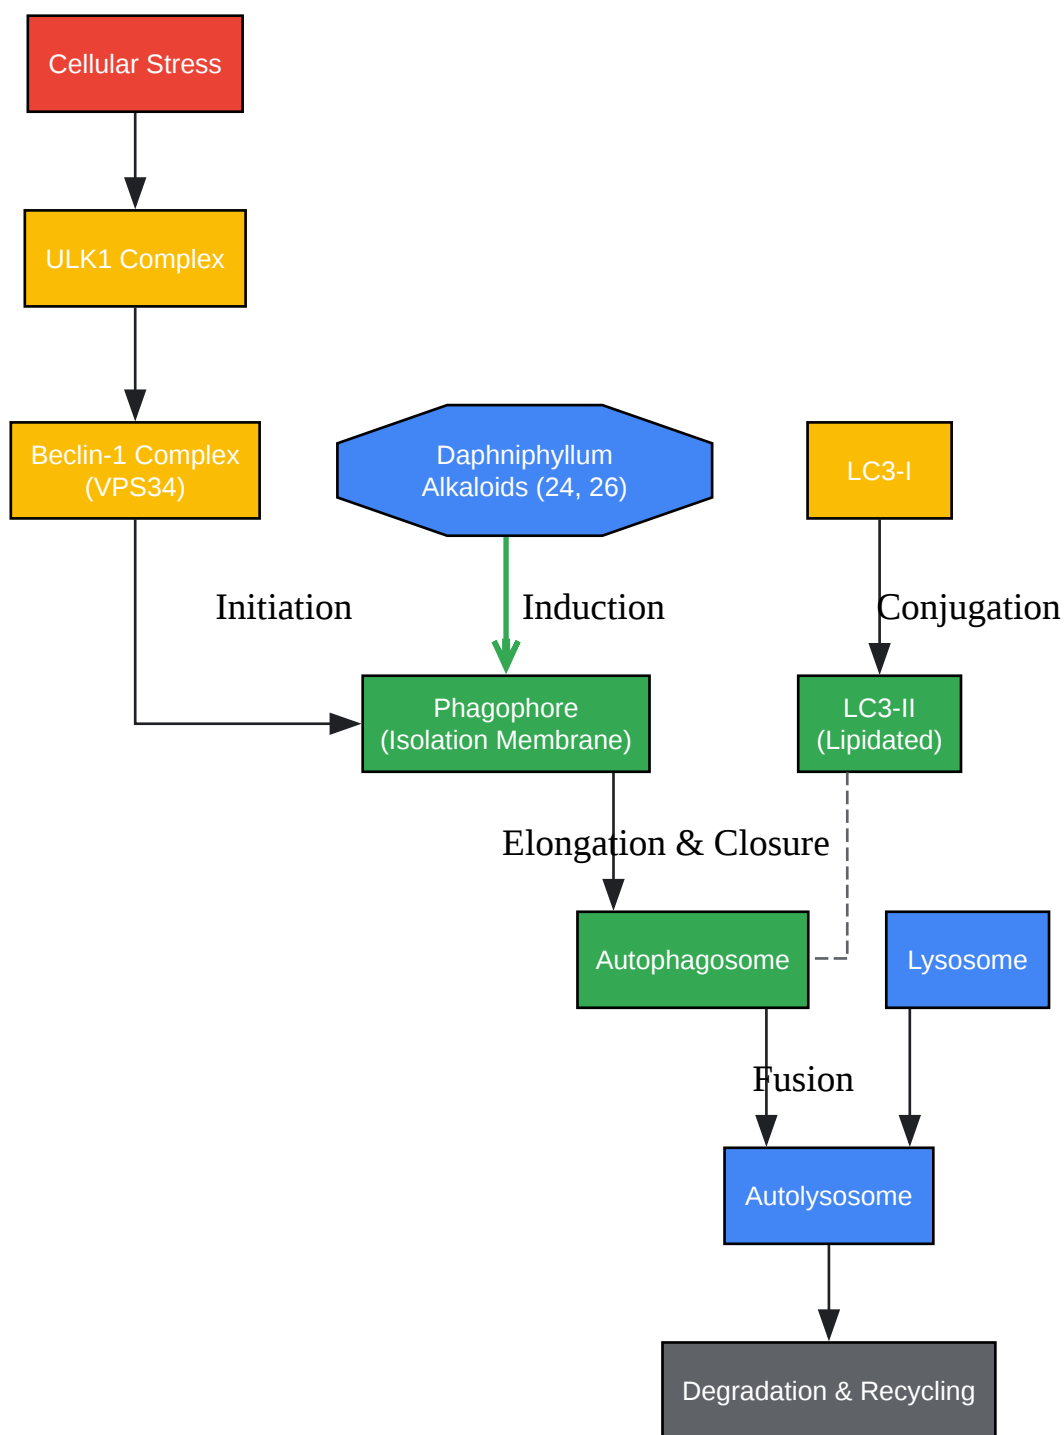 Cellular Stress
ULK1 Complex
Beclin-1 Complex
(VPS34)
Daphniphyllum
Alkaloids (24, 26)
LC3-I
Initiation
Induction
Conjugation
Phagophore
(Isolation Membrane)
LC3-II
(Lipidated)
Elongation & Closure
Autophagosome
Lysosome
Fusion
Autolysosome
Degradation & Recycling